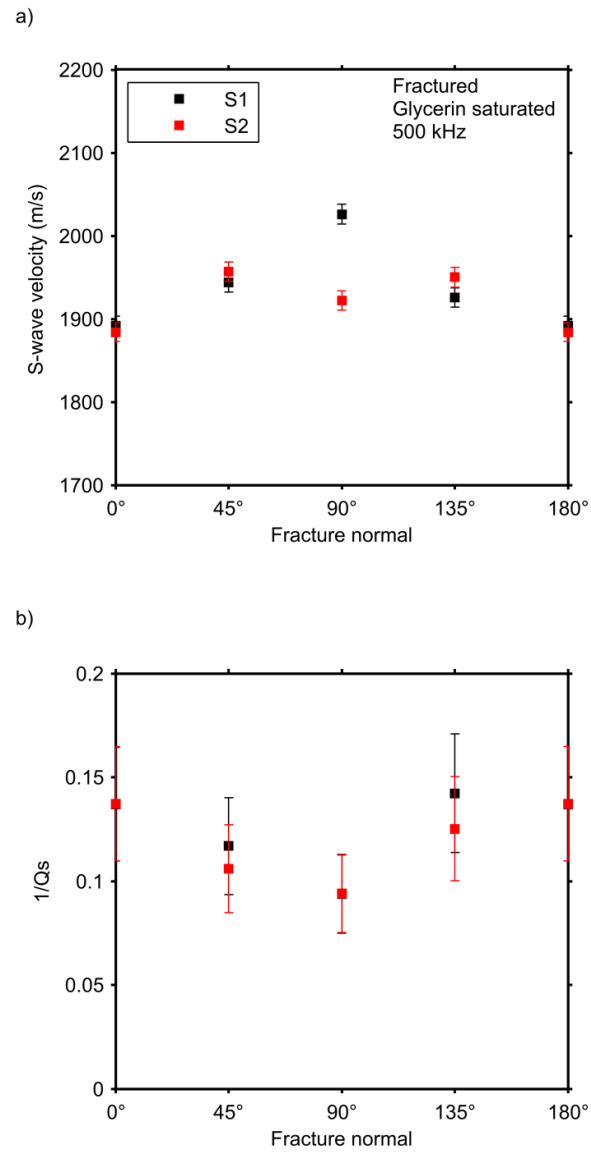 a)
2200
2100
2000
1900
1800
1700
S-wave velocity (m/s)
S1
S2
Fractured
Glycerin saturated
500 kHz
0°
45°
90°
135°
180°
Fracture normal
b)
0.2
0.15
0.1
0.05
0
1/Qs
0°
45°
90°
135°
180°
Fracture normal